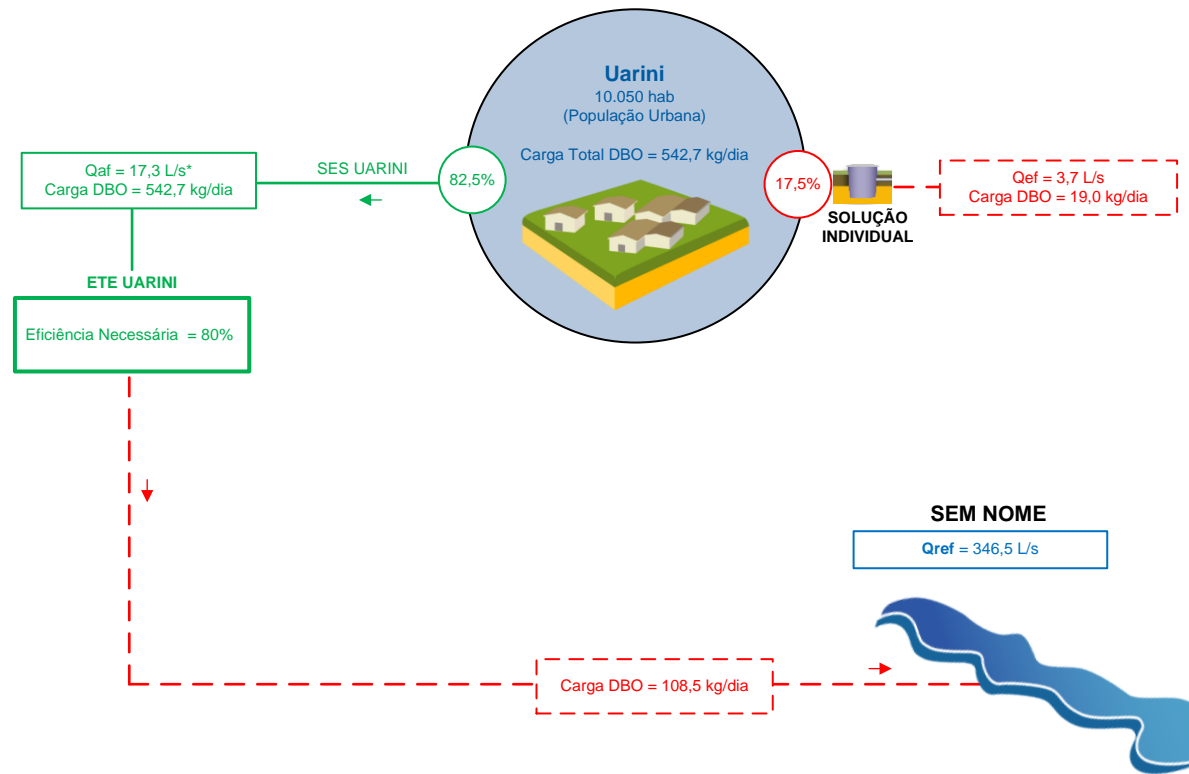 Uarini
10.050 hab
(População Urbana)
Carga Total DBO = 542,7 kg/dia
82,5%
17,5%
SES UARINI
Qaf = 17,3 L/s*
Carga DBO = 542,7 kg/dia
SOLUÇÃO
INDIVIDUAL
Qef = 3,7 L/s
Carga DBO = 19,0 kg/dia
ETE UARINI
Eficiência Necessária = 80%
SEM NOME
Qref = 346,5 L/s
Carga DBO = 108,5 kg/dia